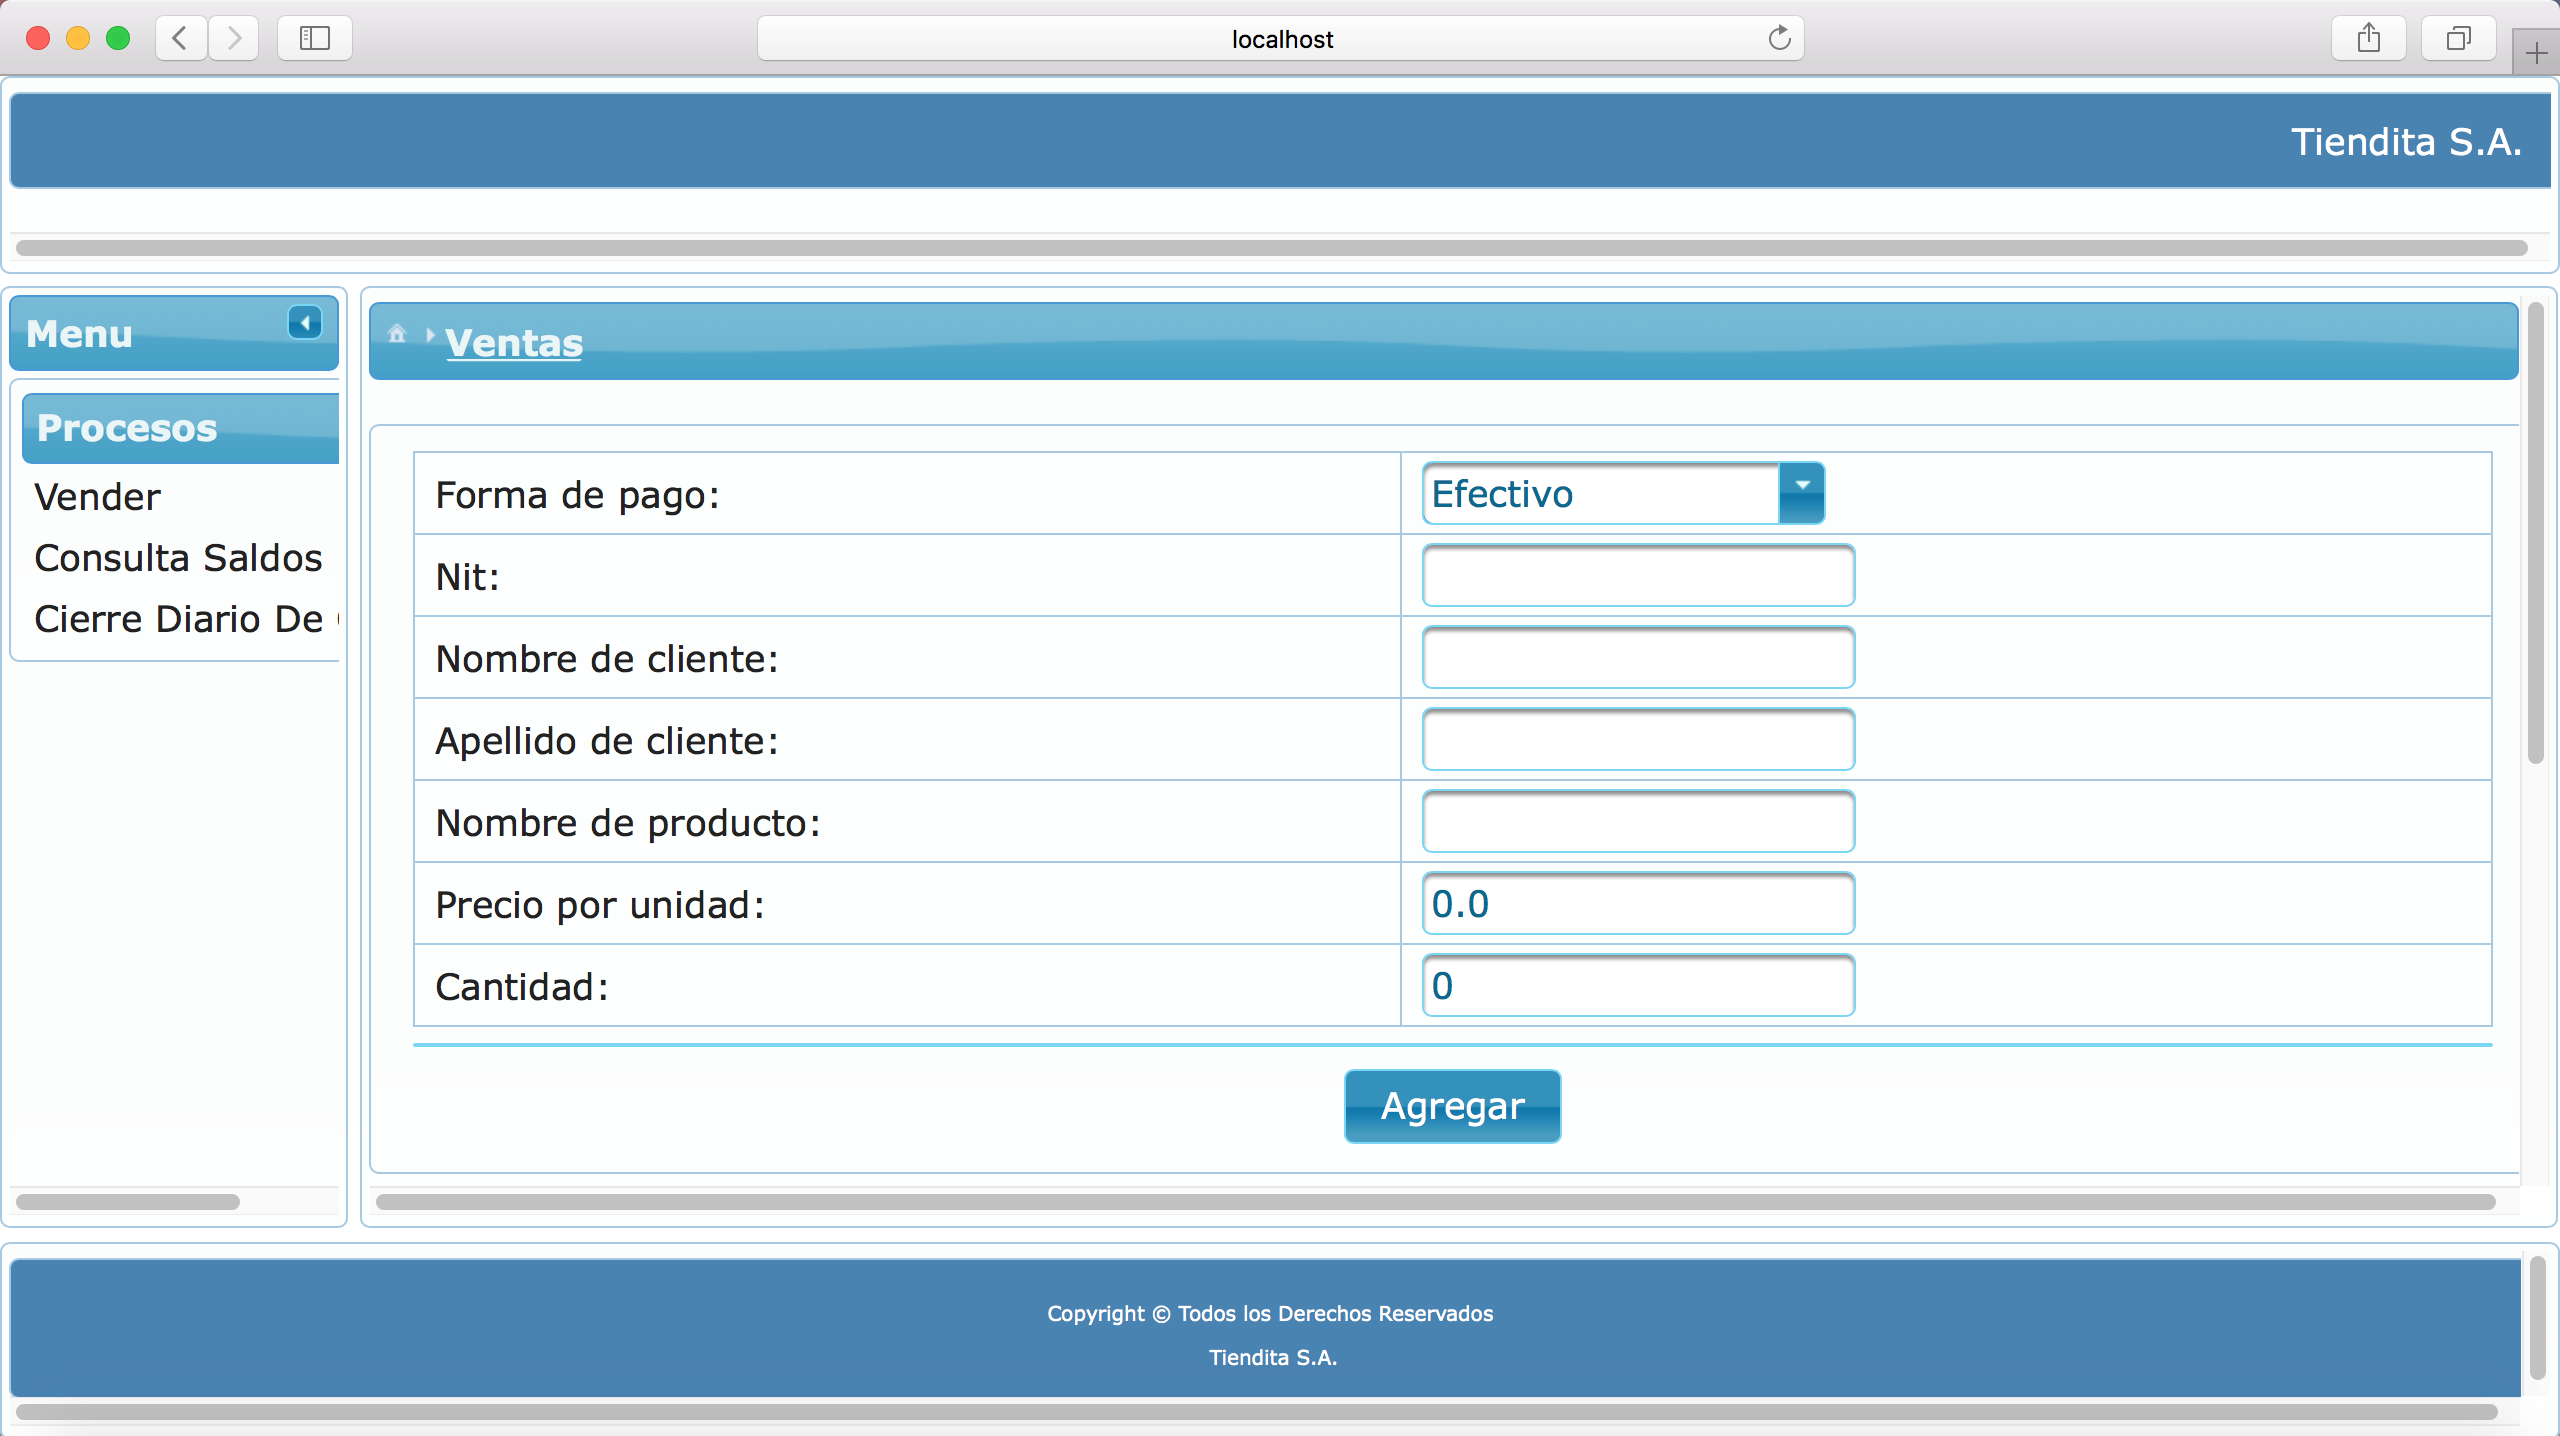 localhost
Tiendita S.A.
Menu
Ventas
Procesos
Vender
Consulta Saldos
Cierre Diario De
Forma de pago: Efectivo
Nit:
Nombre de cliente:
Apellido de cliente:
Nombre de producto:
Precio por unidad: 0.0
Cantidad: 0
Agregar
Copyright © Todos los Derechos Reservados
Tiendita S.A.